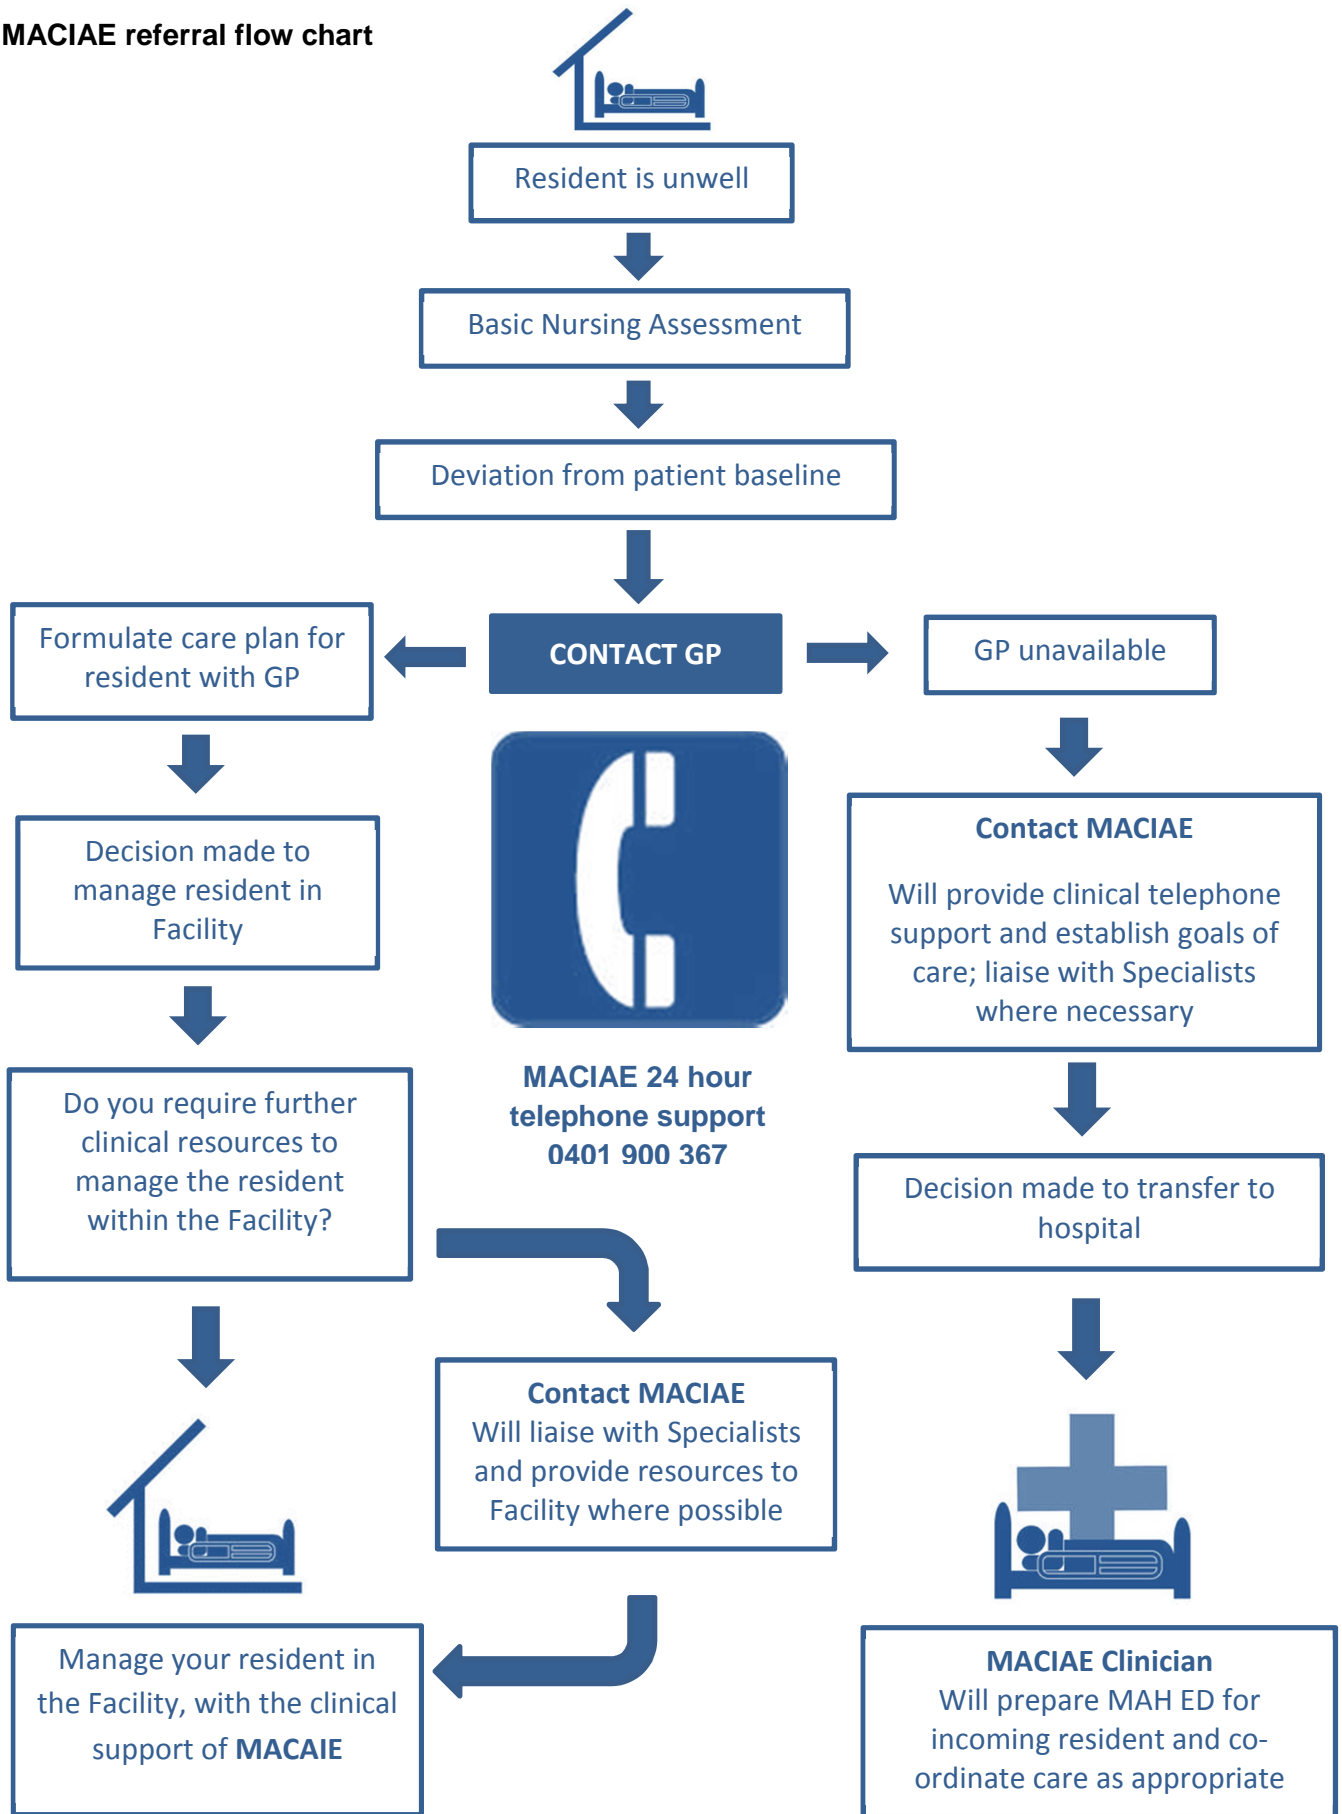 MACIAE referral flow chart
Resident is unwell
Basic Nursing Assessment
Deviation from patient baseline
CONTACT GP
Formulate care plan for
resident with GP
GP unavailable
Decision made to
manage resident in
Facility
Contact MACIAE
Will provide clinical telephone
support and establish goals of
care; liaise with Specialists
where necessary
MACIAE 24 hour
telephone support
0401 900 367
Do you require further
clinical resources to
manage the resident
within the Facility?
Decision made to transfer to
hospital
Contact MACIAE
Will liaise with Specialists
and provide resources to
Facility where possible
Manage your resident in
the Facility, with the clinical
support of MACAIE
MACIAE Clinician
Will prepare MAH ED for
incoming resident and co-
ordinate care as appropriate